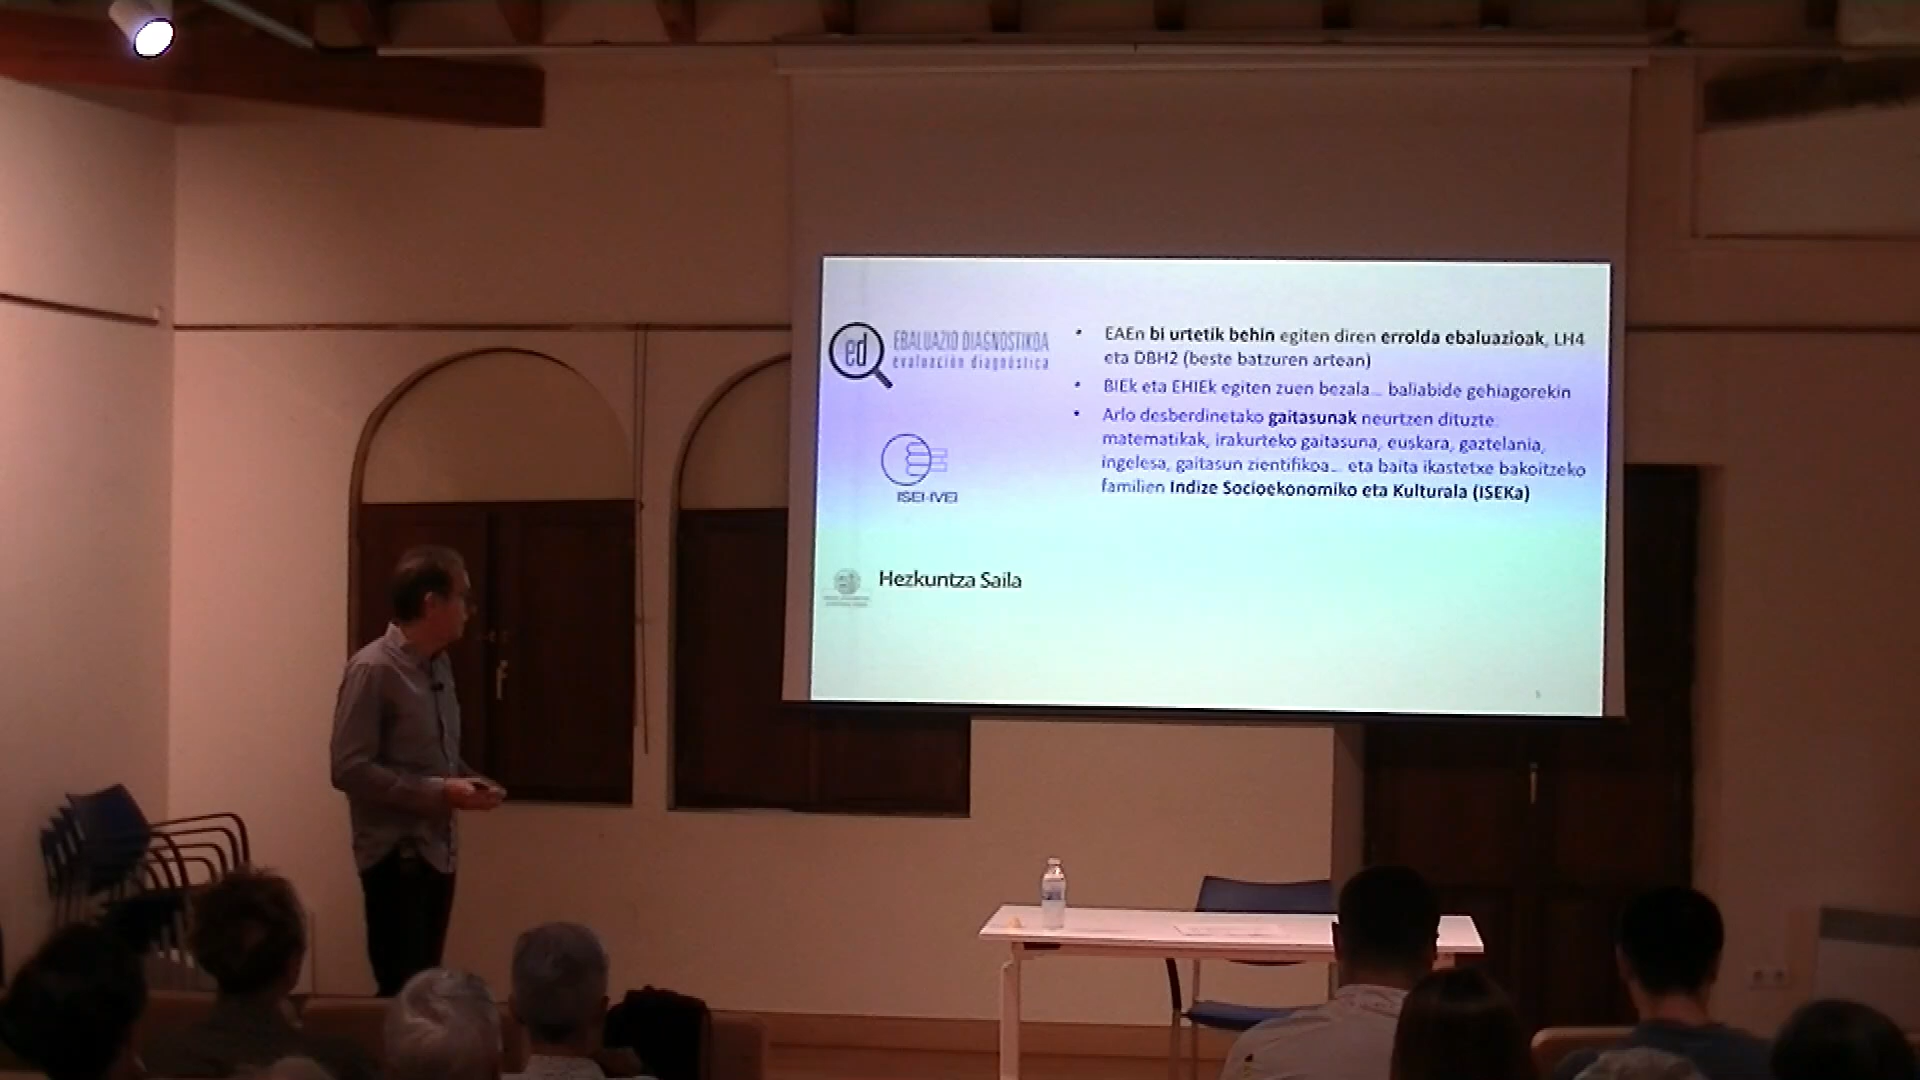 ed
EBALUAZIO DIAGNOSTIKOA
evaluación diagnóstica
ISEI-IVEI
Hezkuntza Saila
• EAEn bi urtetik behin egiten diren errolda ebaluazioak, LH4
eta DBH2 (beste batzuren artean)
• BIEk eta EHIEk egiten zuen bezala... baliabide gehiagorekin
• Arlo desberdinetako gaitasunak neurtzen dituzte:
matematikak, irakurteko gaitasuna, euskara, gaztelania,
ingelesa, gaitasun zientifikoa... eta baita ikastetxe bakoitzeko
familien Indize Socioekonomiko eta Kulturala (ISEKa)